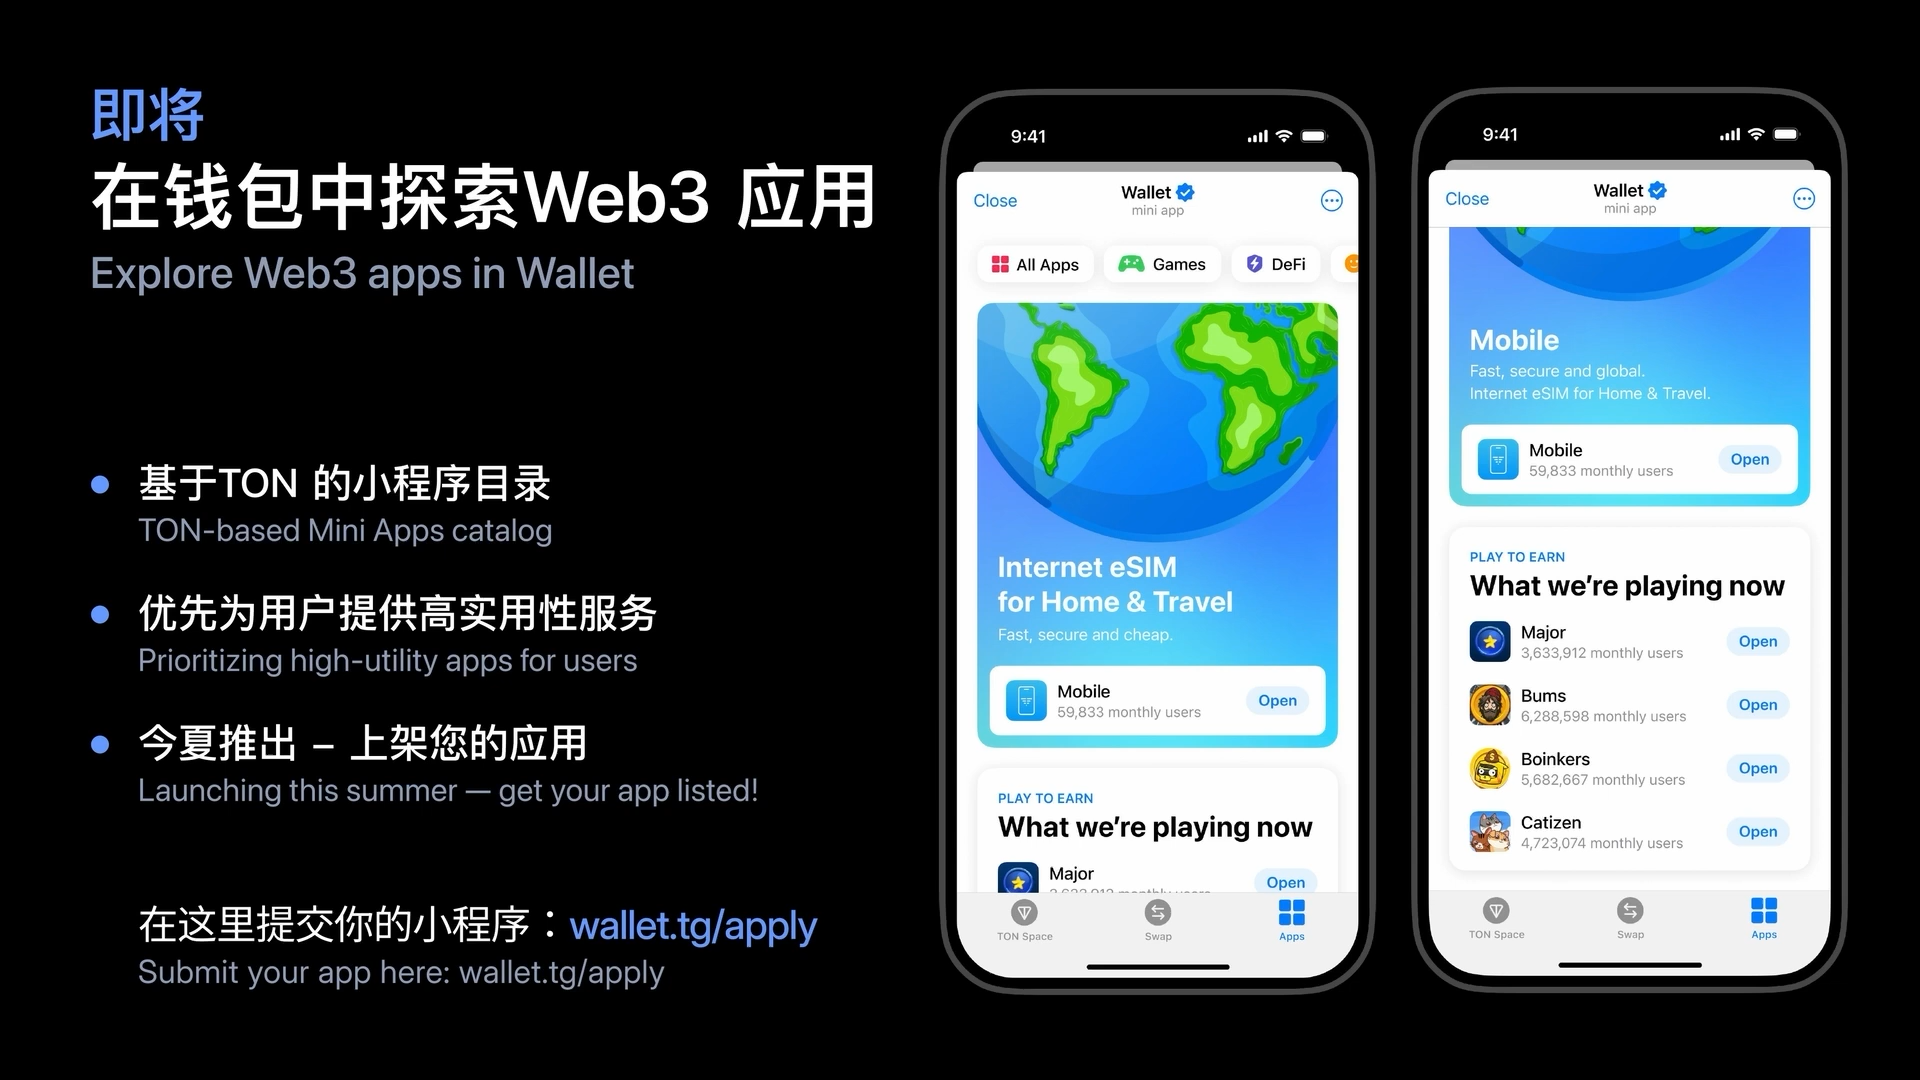 即将
在钱包中探索Web3 应用
Explore Web3 apps in Wallet
基于TON 的小程序目录
TON-based Mini Apps catalog
优先为用户提供高实用性服务
Prioritizing high-utility apps for users
今夏推出 – 上架您的应用
Launching this summer — get your app listed!
在这里提交你的小程序：wallet.tg/apply
Submit your app here: wallet.tg/apply
9:41
Close
Wallet
mini app
All Apps
Games
DeFi
Internet eSIM
for Home & Travel
Fast, secure and cheap.
Mobile
59,833 monthly users
Open
PLAY TO EARN
What we’re playing now
Major
3,633,912 monthly users
Open
TON Space
Swap
Apps
9:41
Close
Wallet
mini app
Mobile
Fast, secure and global.
Internet eSIM for Home & Travel.
Mobile
59,833 monthly users
Open
PLAY TO EARN
What we’re playing now
Major
3,633,912 monthly users
Open
Bums
6,288,598 monthly users
Open
Boinkers
5,682,667 monthly users
Open
Catizen
4,723,074 monthly users
Open
TON Space
Swap
Apps